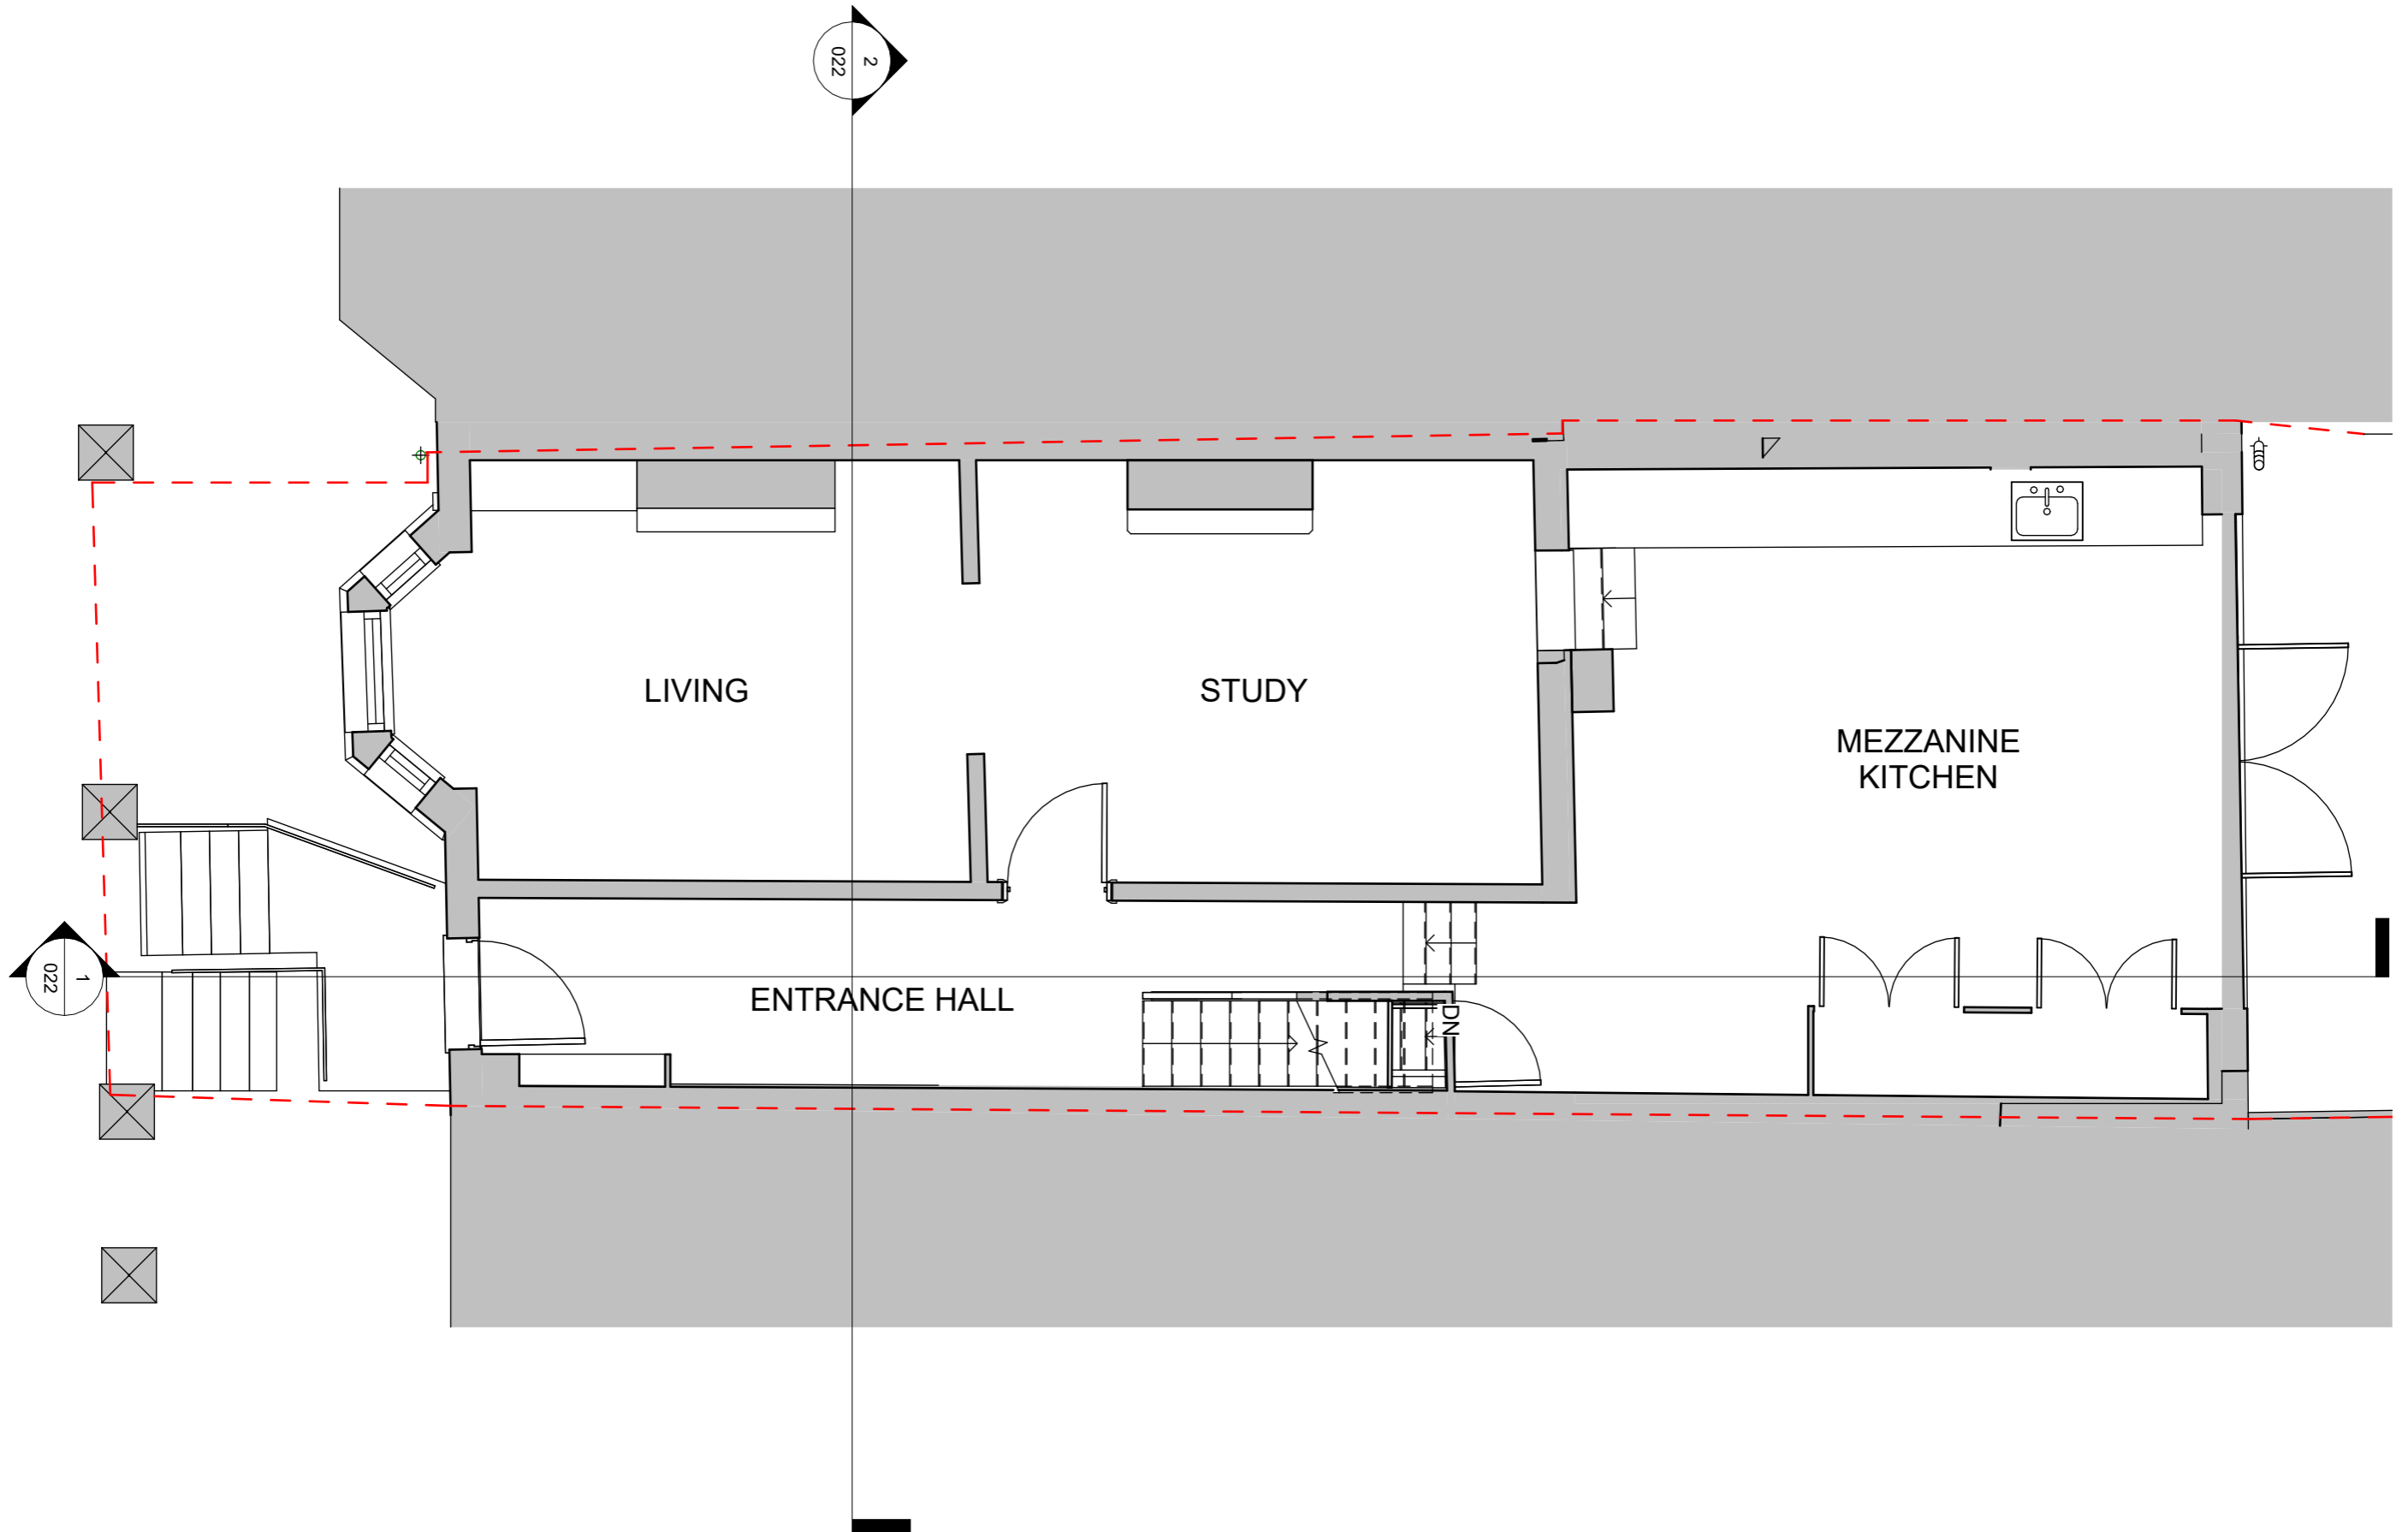 2
022
LIVING
STUDY
MEZZANINE
KITCHEN
1
022
ENTRANCE HALL
DN